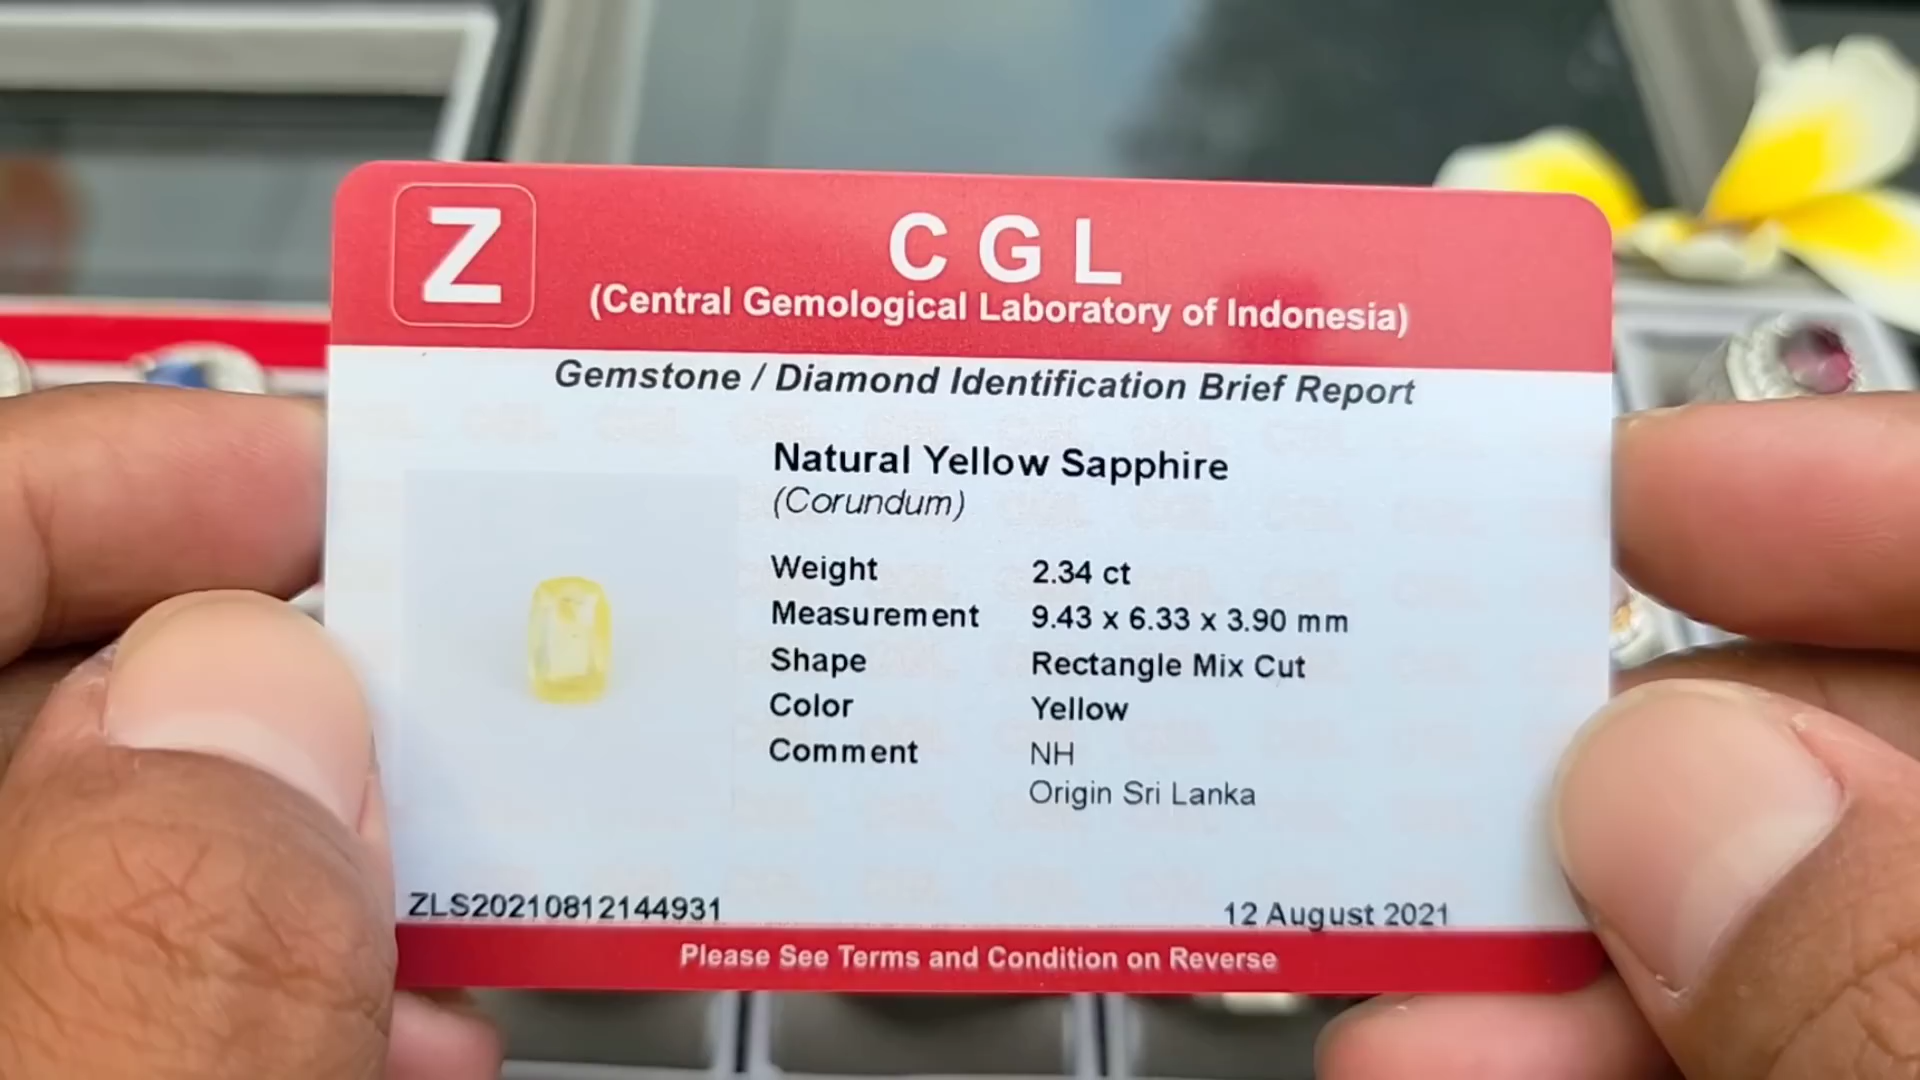 Z
C G L
(Central Gemological Laboratory of Indonesia)
Gemstone / Diamond Identification Brief Report
Natural Yellow Sapphire
(Corundum)
Weight 2.34 ct
Measurement 9.43 x 6.33 x 3.90 mm
Shape Rectangle Mix Cut
Color Yellow
Comment NH
Origin Sri Lanka
ZLS20210812144931 12 August 2021
Please See Terms and Condition on Reverse